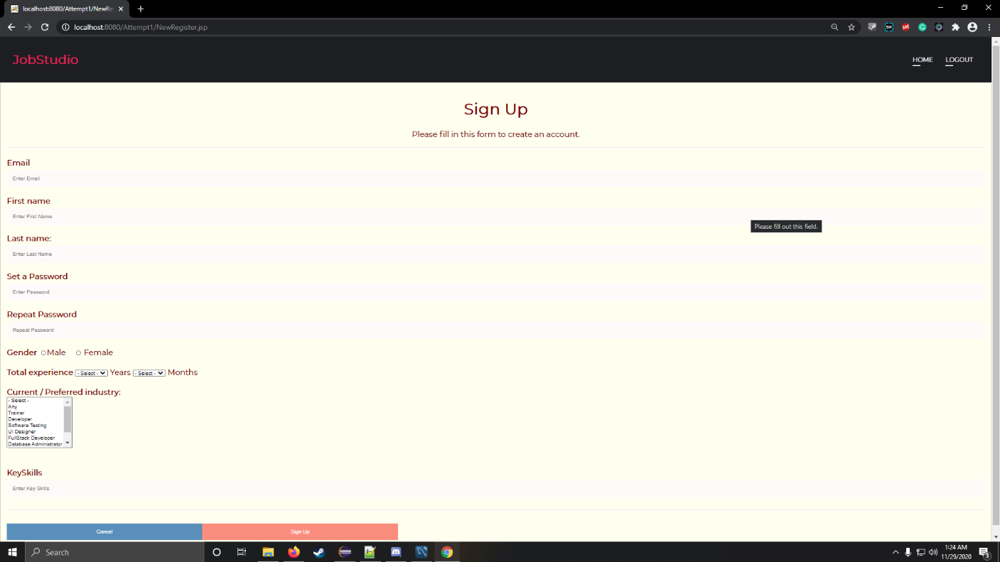 localhost:8080/Attempt1/NewRe
localhost:8080/Attempt1/NewRegister.jsp
JobStudio
HOME
LOGOUT
Sign Up
Please fill in this form to create an account.
Email
Enter Email
First name
Enter First Name
Please fill out this field.
Last name:
Enter Last Name
Set a Password
Enter Password
Repeat Password
Repeat Password
Gender Male Female
Total experience - Select - Years - Select - Months
Current / Preferred industry:
- Select -
Any
Trainer
Developer
Software Testing
UI Designer
FullStack Developer
Database Administrator
KeySkills
Enter Key Skills
Cancel
Sign Up
Search
1:24 AM
11/29/2020
3